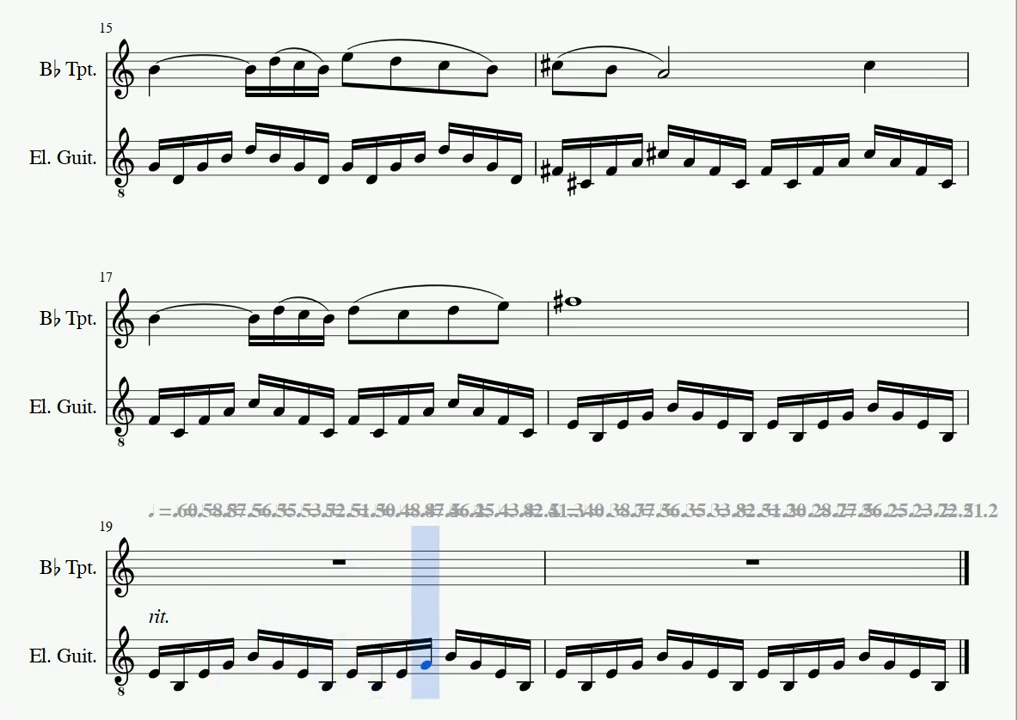 15
B♭ Tpt.
El. Guit.
8
17
B♭ Tpt.
El. Guit.
8
19
B♭ Tpt.
rit.
El. Guit.
8